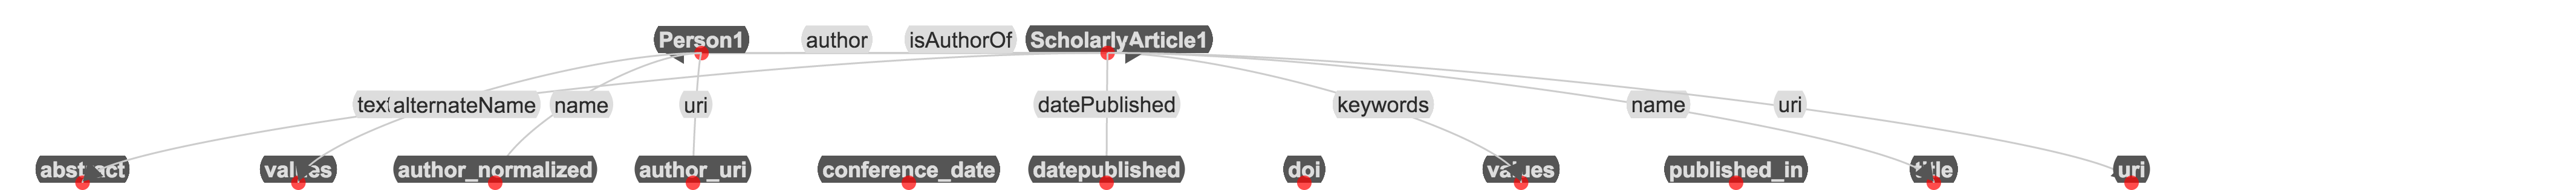 Person1 author isAuthorOf ScholarlyArticle1
text alternateName name uri datePublished keywords name uri
abstract values author_normalized author_uri conference_date datepublished doi values published_in title uri